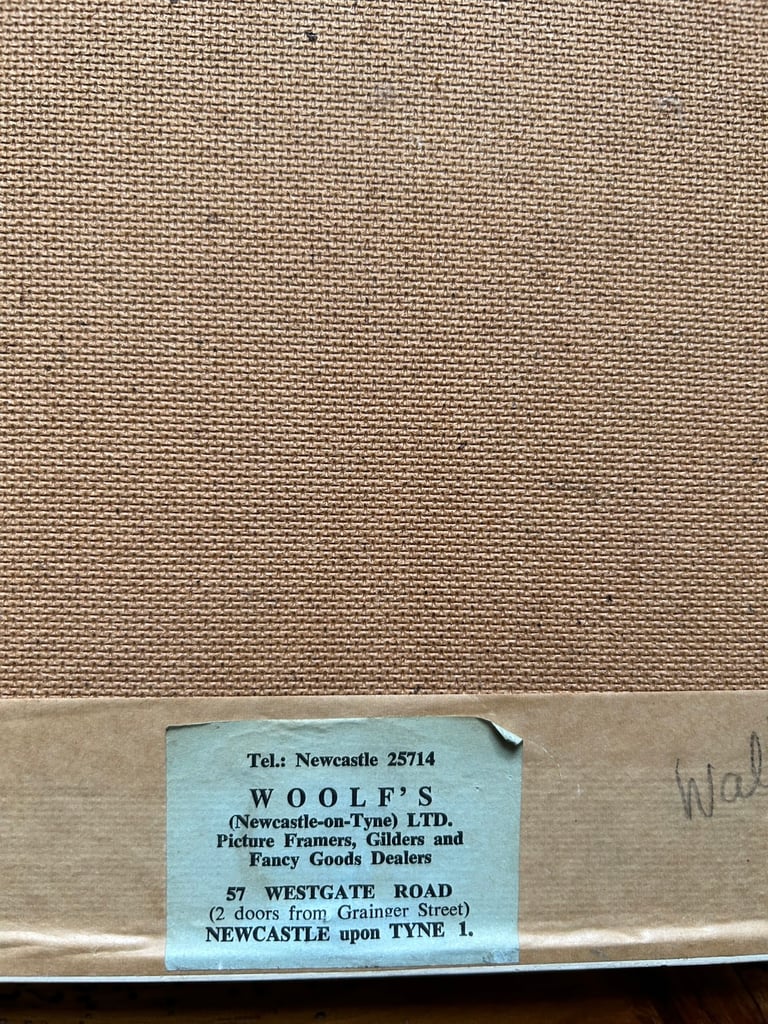 Tel.: Newcastle 25714
WOOLF'S
(Newcastle-on-Tyne) LTD.
Picture Framers, Gilders and
Fancy Goods Dealers
57 WESTGATE ROAD
(2 doors from Grainger Street)
NEWCASTLE upon TYNE 1.